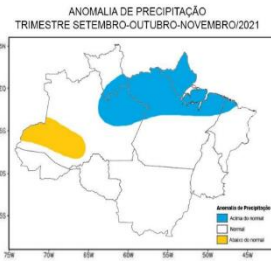 ANOMALIA DE PRECIPITAÇÃO
TRIMESTRE SETEMBRO-OUTUBRO-NOVEMBRO/2021
Anomalia de Precipitação
Acima do normal
Normal
Abaixo do normal
75W 70W 65W 60W 55W 50W 45W